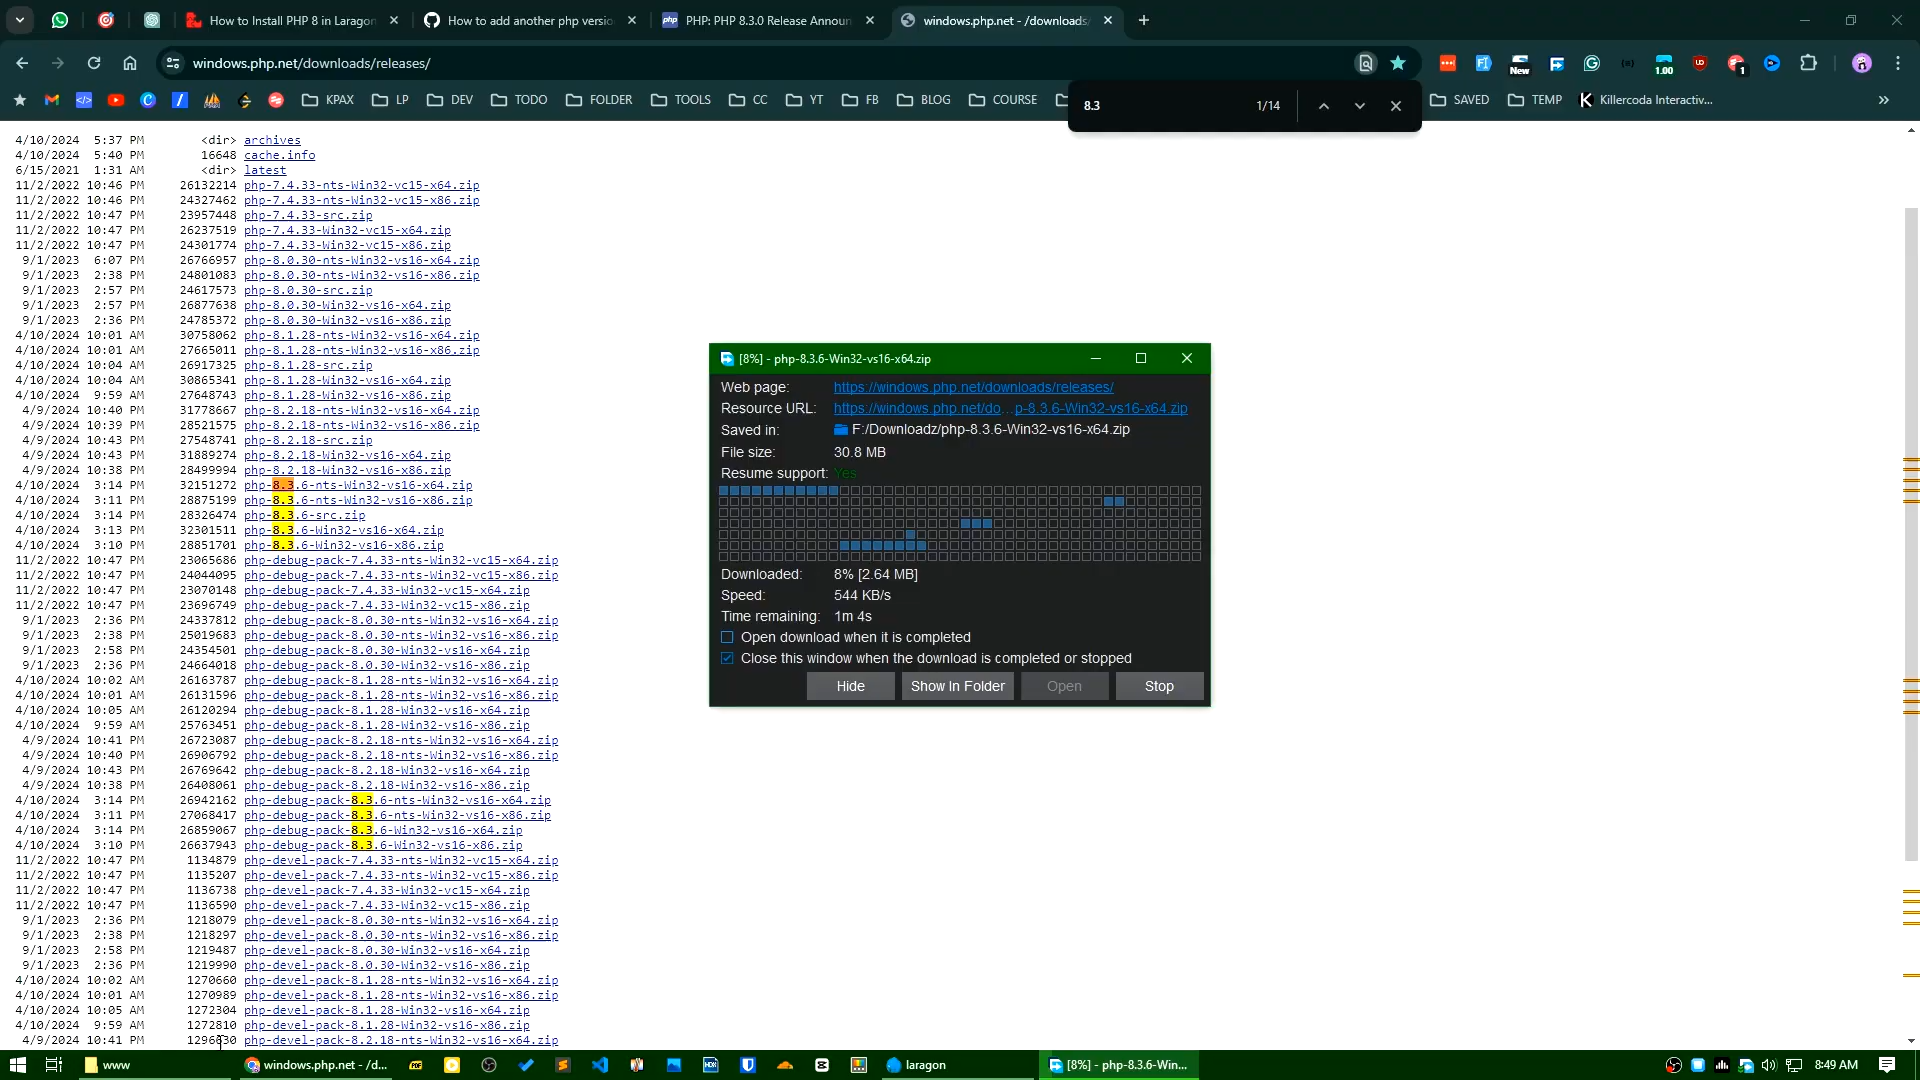 How to Install PHP 8 in Laragon
How to add another php versio
PHP: PHP 8.3.0 Release Announ
windows.php.net - /downloads/
windows.php.net/downloads/releases/
New
1.00
1
KPAX
LP
DEV
TODO
FOLDER
TOOLS
CC
YT
FB
BLOG
COURSE
SAVED
TEMP
Killercoda Interactiv...
8.3
1/14
4/10/2024 5:37 PM <dir> archives
4/10/2024 5:40 PM 16648 cache.info
6/15/2021 1:31 AM <dir> latest
11/2/2022 10:46 PM 26132214 php-7.4.33-nts-Win32-vc15-x64.zip
11/2/2022 10:46 PM 24327462 php-7.4.33-nts-Win32-vc15-x86.zip
11/2/2022 10:47 PM 23957448 php-7.4.33-src.zip
11/2/2022 10:47 PM 26237519 php-7.4.33-Win32-vc15-x64.zip
11/2/2022 10:47 PM 24301774 php-7.4.33-Win32-vc15-x86.zip
9/1/2023 6:07 PM 26766957 php-8.0.30-nts-Win32-vs16-x64.zip
9/1/2023 2:38 PM 24801083 php-8.0.30-nts-Win32-vs16-x86.zip
9/1/2023 2:57 PM 24617573 php-8.0.30-src.zip
9/1/2023 2:57 PM 26877638 php-8.0.30-Win32-vs16-x64.zip
9/1/2023 2:36 PM 24785372 php-8.0.30-Win32-vs16-x86.zip
4/10/2024 10:01 AM 30758062 php-8.1.28-nts-Win32-vs16-x64.zip
4/10/2024 10:01 AM 27665011 php-8.1.28-nts-Win32-vs16-x86.zip
4/10/2024 10:04 AM 26917325 php-8.1.28-src.zip
4/10/2024 10:04 AM 30865341 php-8.1.28-Win32-vs16-x64.zip
4/10/2024 9:59 AM 27648743 php-8.1.28-Win32-vs16-x86.zip
4/9/2024 10:40 PM 31778667 php-8.2.18-nts-Win32-vs16-x64.zip
4/9/2024 10:39 PM 28521575 php-8.2.18-nts-Win32-vs16-x86.zip
4/9/2024 10:43 PM 27548741 php-8.2.18-src.zip
4/9/2024 10:43 PM 31889274 php-8.2.18-Win32-vs16-x64.zip
4/9/2024 10:38 PM 28499994 php-8.2.18-Win32-vs16-x86.zip
4/10/2024 3:14 PM 32151272 php-8.3.6-nts-Win32-vs16-x64.zip
4/10/2024 3:11 PM 28875199 php-8.3.6-nts-Win32-vs16-x86.zip
4/10/2024 3:14 PM 28326474 php-8.3.6-src.zip
4/10/2024 3:13 PM 32301511 php-8.3.6-Win32-vs16-x64.zip
4/10/2024 3:10 PM 28851701 php-8.3.6-Win32-vs16-x86.zip
11/2/2022 10:47 PM 23065686 php-debug-pack-7.4.33-nts-Win32-vc15-x64.zip
11/2/2022 10:47 PM 24044095 php-debug-pack-7.4.33-nts-Win32-vc15-x86.zip
11/2/2022 10:47 PM 23070148 php-debug-pack-7.4.33-Win32-vc15-x64.zip
11/2/2022 10:47 PM 23696749 php-debug-pack-7.4.33-Win32-vc15-x86.zip
9/1/2023 2:36 PM 24337812 php-debug-pack-8.0.30-nts-Win32-vs16-x64.zip
9/1/2023 2:38 PM 25019683 php-debug-pack-8.0.30-nts-Win32-vs16-x86.zip
9/1/2023 2:58 PM 24354501 php-debug-pack-8.0.30-Win32-vs16-x64.zip
9/1/2023 2:36 PM 24664018 php-debug-pack-8.0.30-Win32-vs16-x86.zip
4/10/2024 10:02 AM 26163787 php-debug-pack-8.1.28-nts-Win32-vs16-x64.zip
4/10/2024 10:01 AM 26131596 php-debug-pack-8.1.28-nts-Win32-vs16-x86.zip
4/10/2024 10:05 AM 26120294 php-debug-pack-8.1.28-Win32-vs16-x64.zip
4/10/2024 9:59 AM 25763451 php-debug-pack-8.1.28-Win32-vs16-x86.zip
4/9/2024 10:41 PM 26723087 php-debug-pack-8.2.18-nts-Win32-vs16-x64.zip
4/9/2024 10:40 PM 26906792 php-debug-pack-8.2.18-nts-Win32-vs16-x86.zip
4/9/2024 10:43 PM 26769642 php-debug-pack-8.2.18-Win32-vs16-x64.zip
4/9/2024 10:38 PM 26408061 php-debug-pack-8.2.18-Win32-vs16-x86.zip
4/10/2024 3:14 PM 26942162 php-debug-pack-8.3.6-nts-Win32-vs16-x64.zip
4/10/2024 3:11 PM 27068417 php-debug-pack-8.3.6-nts-Win32-vs16-x86.zip
4/10/2024 3:14 PM 26859067 php-debug-pack-8.3.6-Win32-vs16-x64.zip
4/10/2024 3:10 PM 26637943 php-debug-pack-8.3.6-Win32-vs16-x86.zip
11/2/2022 10:47 PM 1134879 php-devel-pack-7.4.33-nts-Win32-vc15-x64.zip
11/2/2022 10:47 PM 1135207 php-devel-pack-7.4.33-nts-Win32-vc15-x86.zip
11/2/2022 10:47 PM 1136738 php-devel-pack-7.4.33-Win32-vc15-x64.zip
11/2/2022 10:47 PM 1136590 php-devel-pack-7.4.33-Win32-vc15-x86.zip
9/1/2023 2:36 PM 1218079 php-devel-pack-8.0.30-nts-Win32-vs16-x64.zip
9/1/2023 2:38 PM 1218297 php-devel-pack-8.0.30-nts-Win32-vs16-x86.zip
9/1/2023 2:58 PM 1219487 php-devel-pack-8.0.30-Win32-vs16-x64.zip
9/1/2023 2:36 PM 1219990 php-devel-pack-8.0.30-Win32-vs16-x86.zip
4/10/2024 10:02 AM 1270660 php-devel-pack-8.1.28-nts-Win32-vs16-x64.zip
4/10/2024 10:01 AM 1270989 php-devel-pack-8.1.28-nts-Win32-vs16-x86.zip
4/10/2024 10:05 AM 1272304 php-devel-pack-8.1.28-Win32-vs16-x64.zip
4/10/2024 9:59 AM 1272810 php-devel-pack-8.1.28-Win32-vs16-x86.zip
4/9/2024 10:41 PM php-devel-pack-8.2.18-nts-Win32-vs16-x64.zip
[8%] - php-8.3.6-Win32-vs16-x64.zip
Web page: https://windows.php.net/downloads/releases/
Resource URL: https://windows.php.net/do...p-8.3.6-Win32-vs16-x64.zip
Saved in: F:/Downloadz/php-8.3.6-Win32-vs16-x64.zip
File size: 30.8 MB
Resume support: Yes
Downloaded: 8% [2.64 MB]
Speed: 544 KB/s
Time remaining: 1m 4s
Open download when it is completed
Close this window when the download is completed or stopped
Hide
Show In Folder
Open
Stop
www
windows.php.net - /d...
laragon
[8%] - php-8.3.6-Win...
8:49 AM